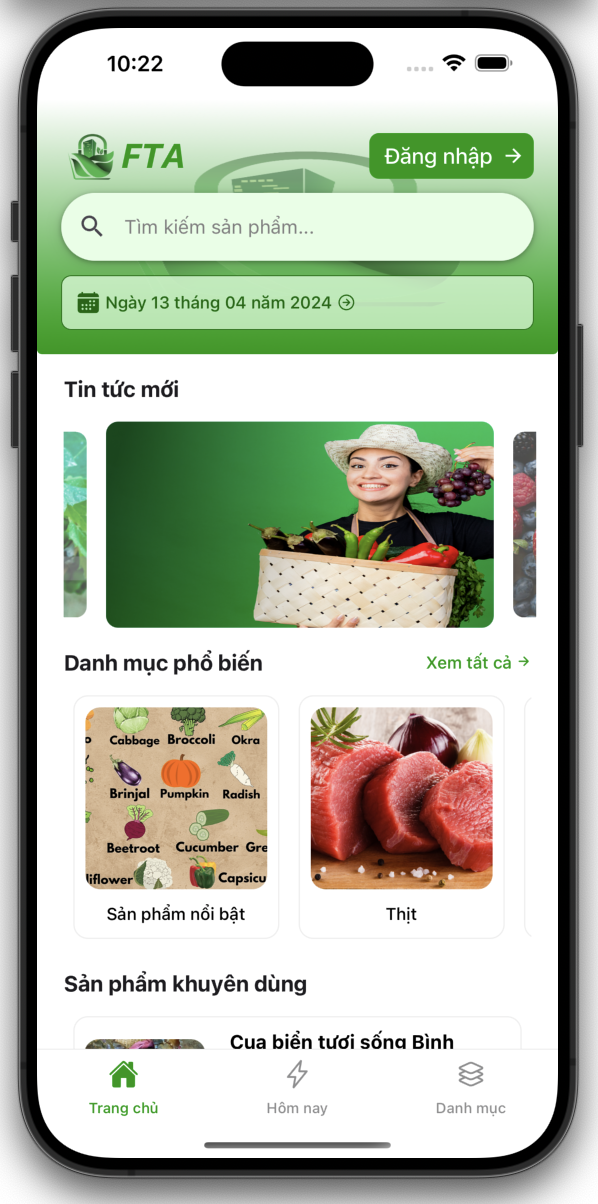 10:22
FTA
Đăng nhập →
Tìm kiếm sản phẩm...
Ngày 13 tháng 04 năm 2024
Tin tức mới
Danh mục phổ biến
Xem tất cả →
Cabbage Broccoli Okra
Brinjal Pumpkin Radish
Beetroot Cucumber Gre
liflower Capsicu
Sản phẩm nổi bật
Thịt
Sản phẩm khuyên dùng
Cua biển tươi sống Bình
Trang chủ
Hôm nay
Danh mục